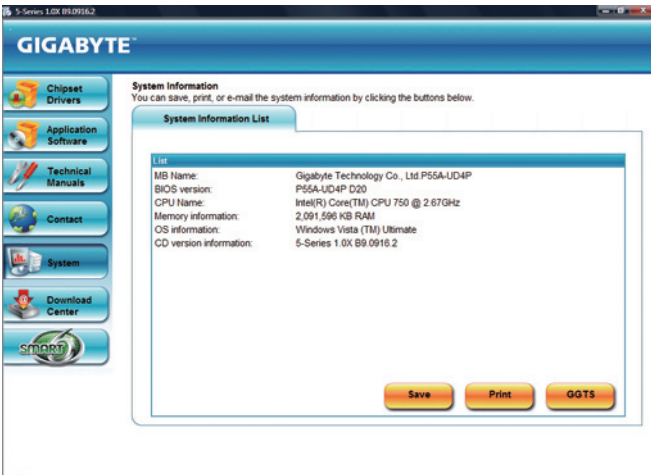 5-Series 1.0X B9.0916.2
GIGABYTE™
Chipset
Drivers
Application
Software
Technical
Manuals
Contact
System
Download
Center
SMART 6
System Information
You can save, print, or e-mail the system information by clicking the buttons below.
System Information List
List
MB Name: Gigabyte Technology Co., Ltd.P55A-UD4P
BIOS version: P55A-UD4P D20
CPU Name: Intel(R) Core(TM) CPU 750 @ 2.67GHz
Memory information: 2,091,596 KB RAM
OS information: Windows Vista (TM) Ultimate
CD version information: 5-Series 1.0X B9.0916.2
Save Print GGTS